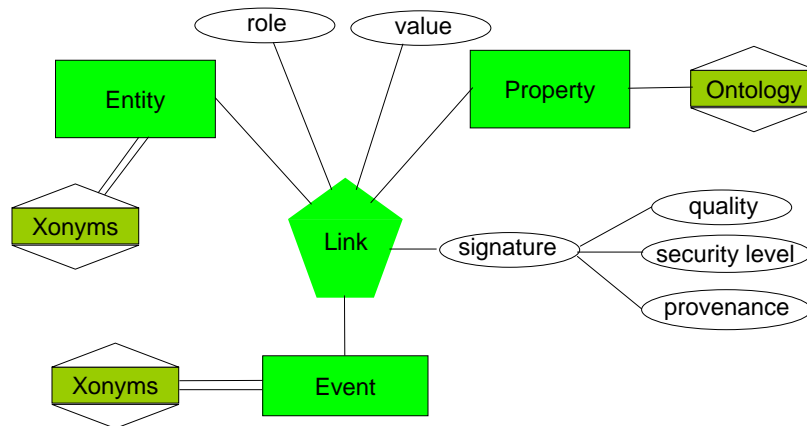 role
value
Entity
Property
Ontology
Xonyms
Link
quality
signature
security level
provenance
Xonyms
Event